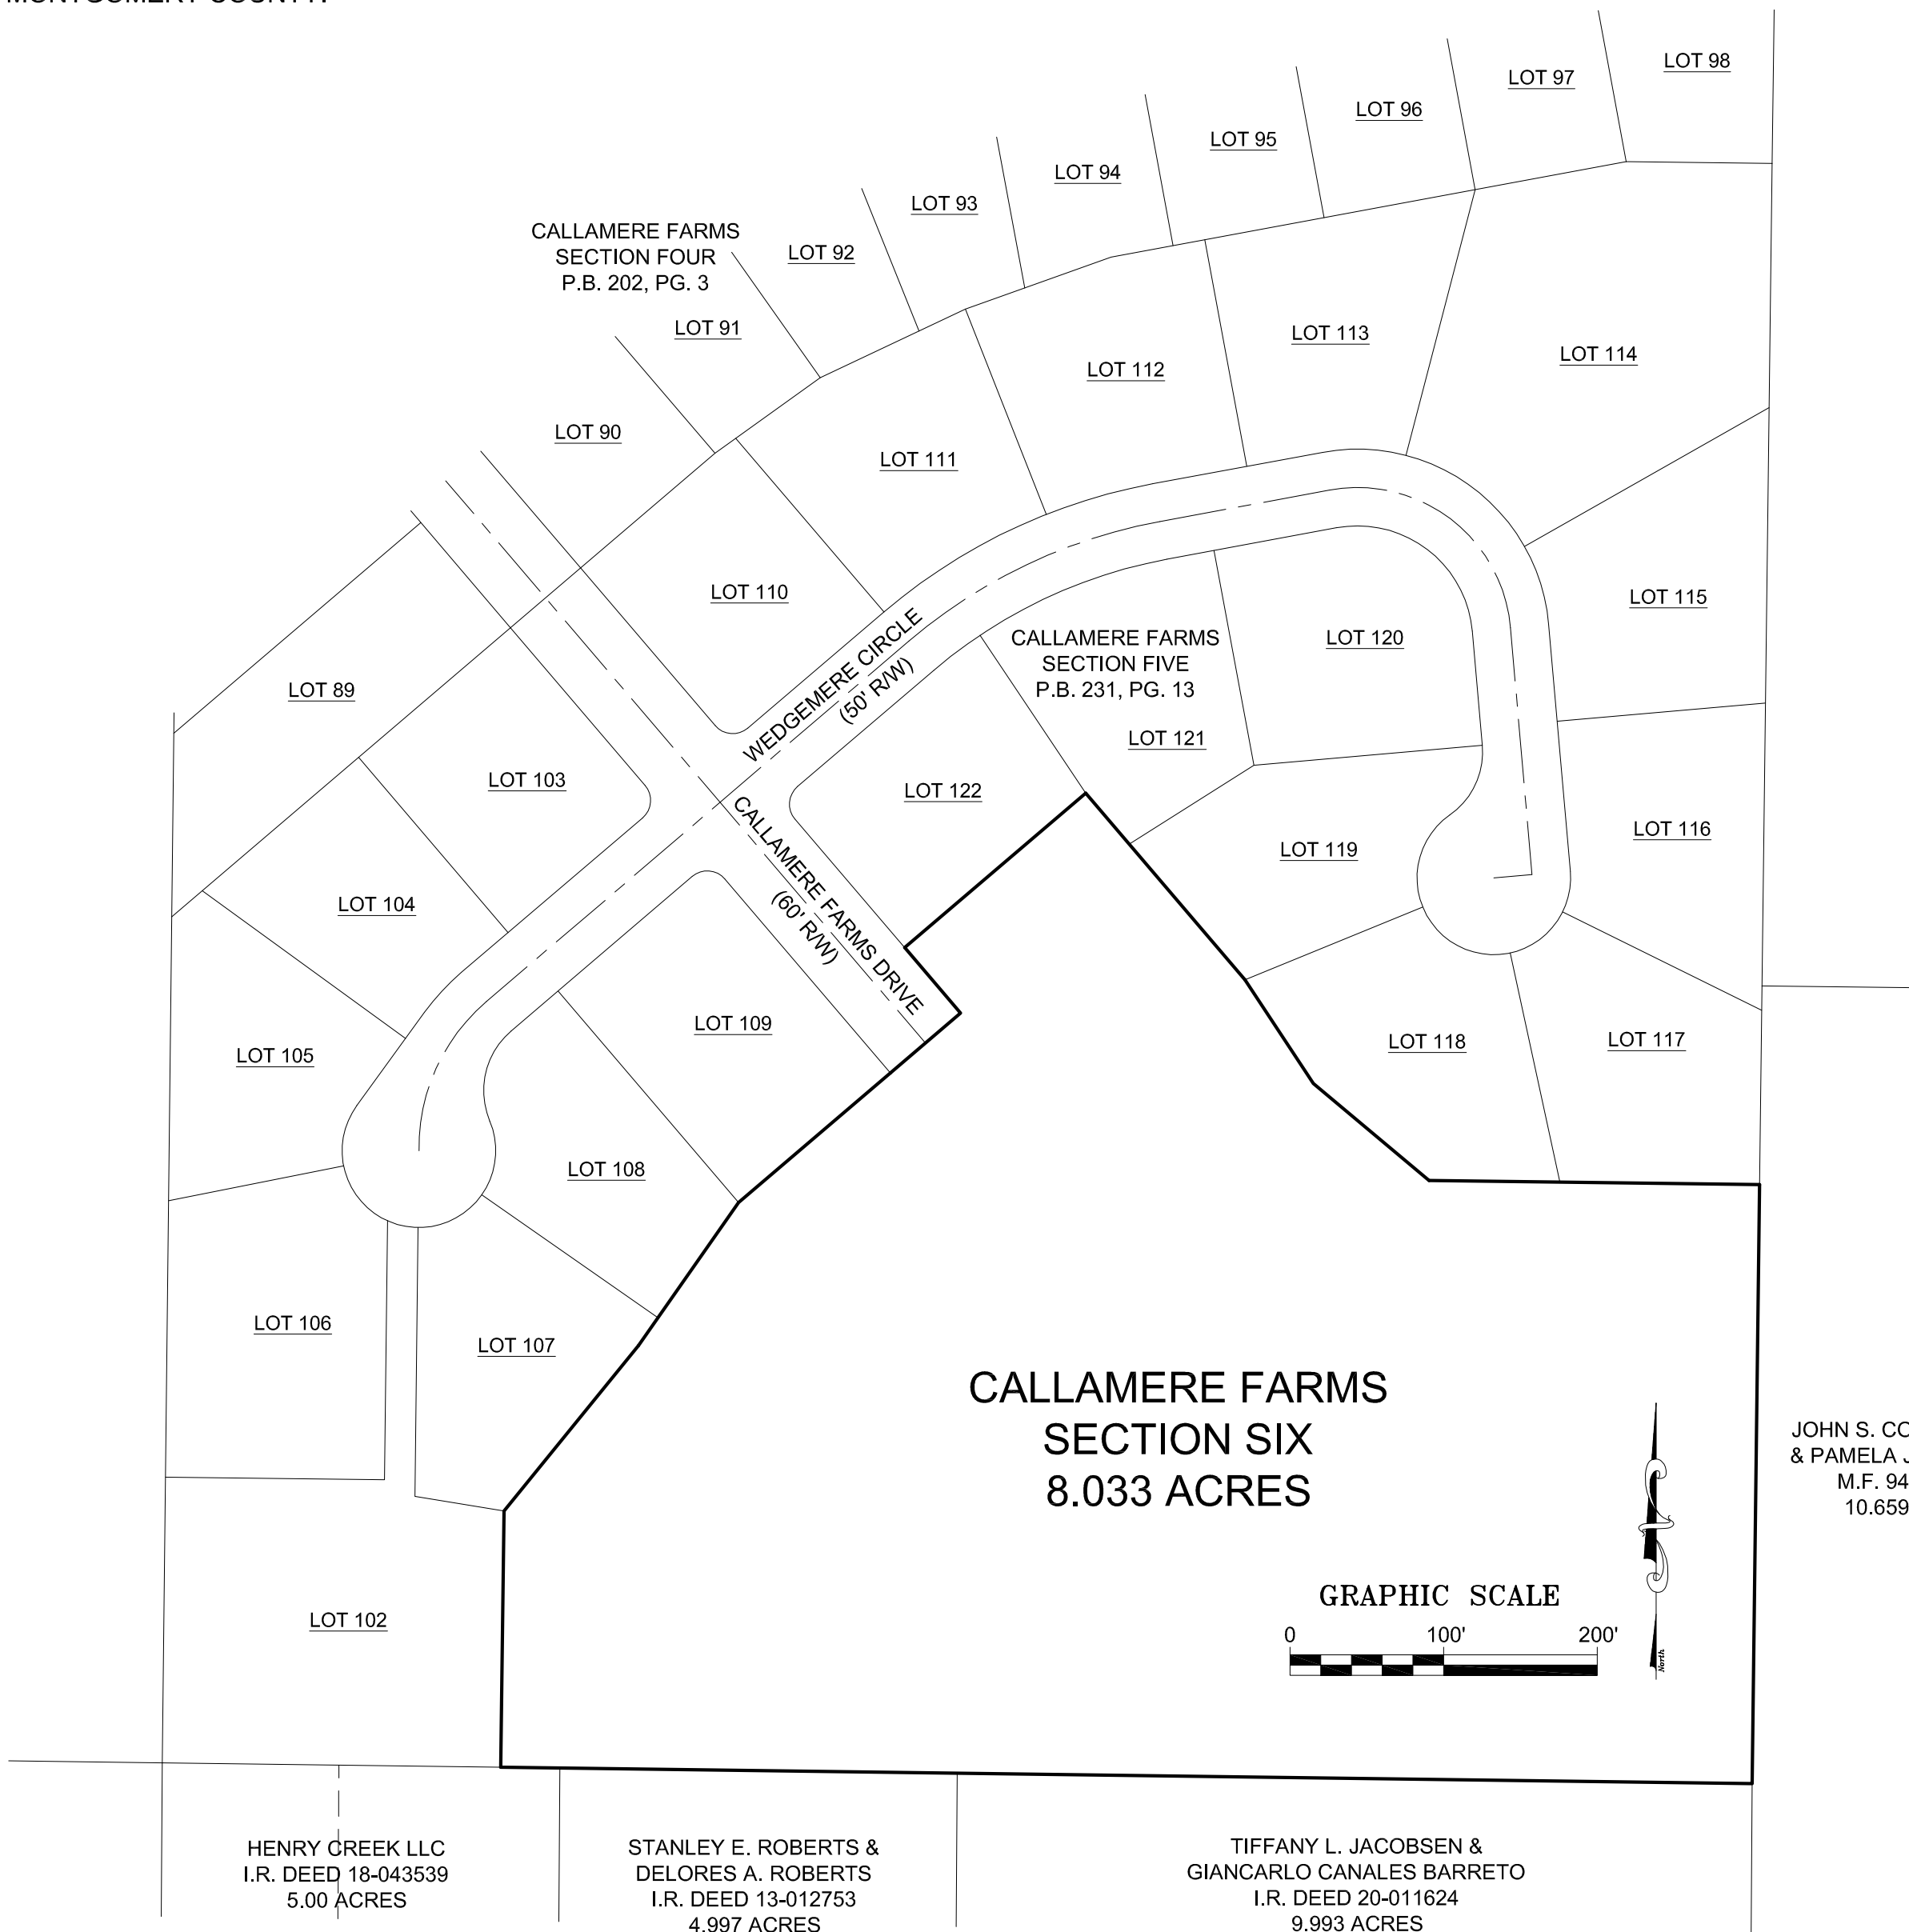 LOT 98
LOT 97
LOT 96
LOT 95
LOT 94
LOT 93
CALLAMERE FARMS
SECTION FOUR
P.B. 202, PG. 3
LOT 92
LOT 91
LOT 113
LOT 114
LOT 112
LOT 90
LOT 111
LOT 110
LOT 115
WEDGEMERE CIRCLE
(50' R/W)
CALLAMERE FARMS
SECTION FIVE
P.B. 231, PG. 13
LOT 120
LOT 89
LOT 121
LOT 103
LOT 122
CALLAMERE FARMS DRIVE
(60' R/W)
LOT 116
LOT 119
LOT 104
LOT 109
LOT 105
LOT 118
LOT 117
LOT 108
LOT 106
LOT 107
CALLAMERE FARMS
SECTION SIX
8.033 ACRES
JOHN S.
& PAMELA
M.F. 94
10.659
GRAPHIC SCALE
0 100' 200'
North
LOT 102
HENRY CREEK LLC
I.R. DEED 18-043539
5.00 ACRES
STANLEY E. ROBERTS &
DELORES A. ROBERTS
I.R. DEED 13-012753
4.997 ACRES
TIFFANY L. JACOBSEN &
GIANCARLO CANALES BARRETO
I.R. DEED 20-011624
9.993 ACRES